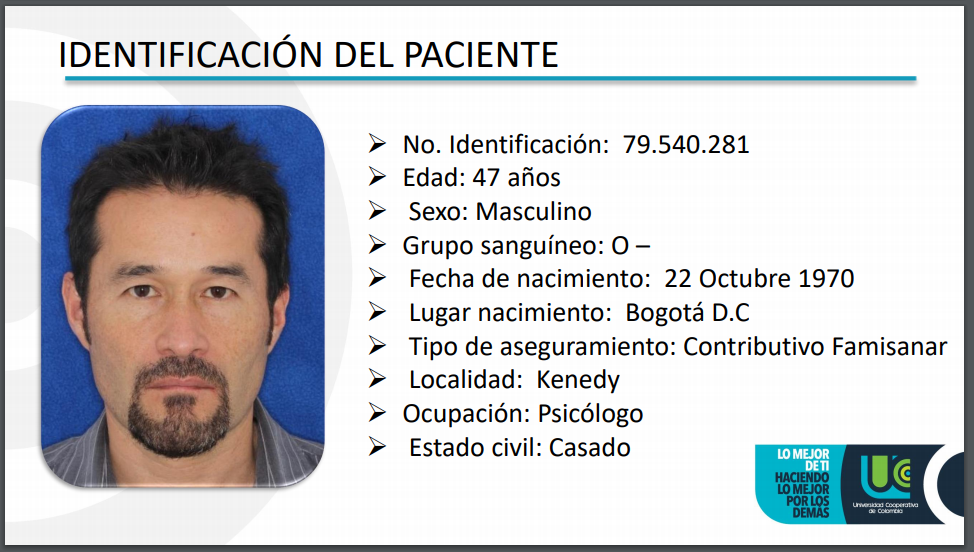 IDENTIFICACIÓN DEL PACIENTE
No. Identificación: 79.540.281
Edad: 47 años
Sexo: Masculino
Grupo sanguíneo: O –
Fecha de nacimiento: 22 Octubre 1970
Lugar nacimiento: Bogotá D.C
Tipo de aseguramiento: Contributivo Famisanar
Localidad: Kenedy
Ocupación: Psicólogo
Estado civil: Casado
LO MEJOR
DE TI
HACIENDO
LO MEJOR
POR LOS
DEMÁS
UCC
Universidad Cooperativa
de Colombia